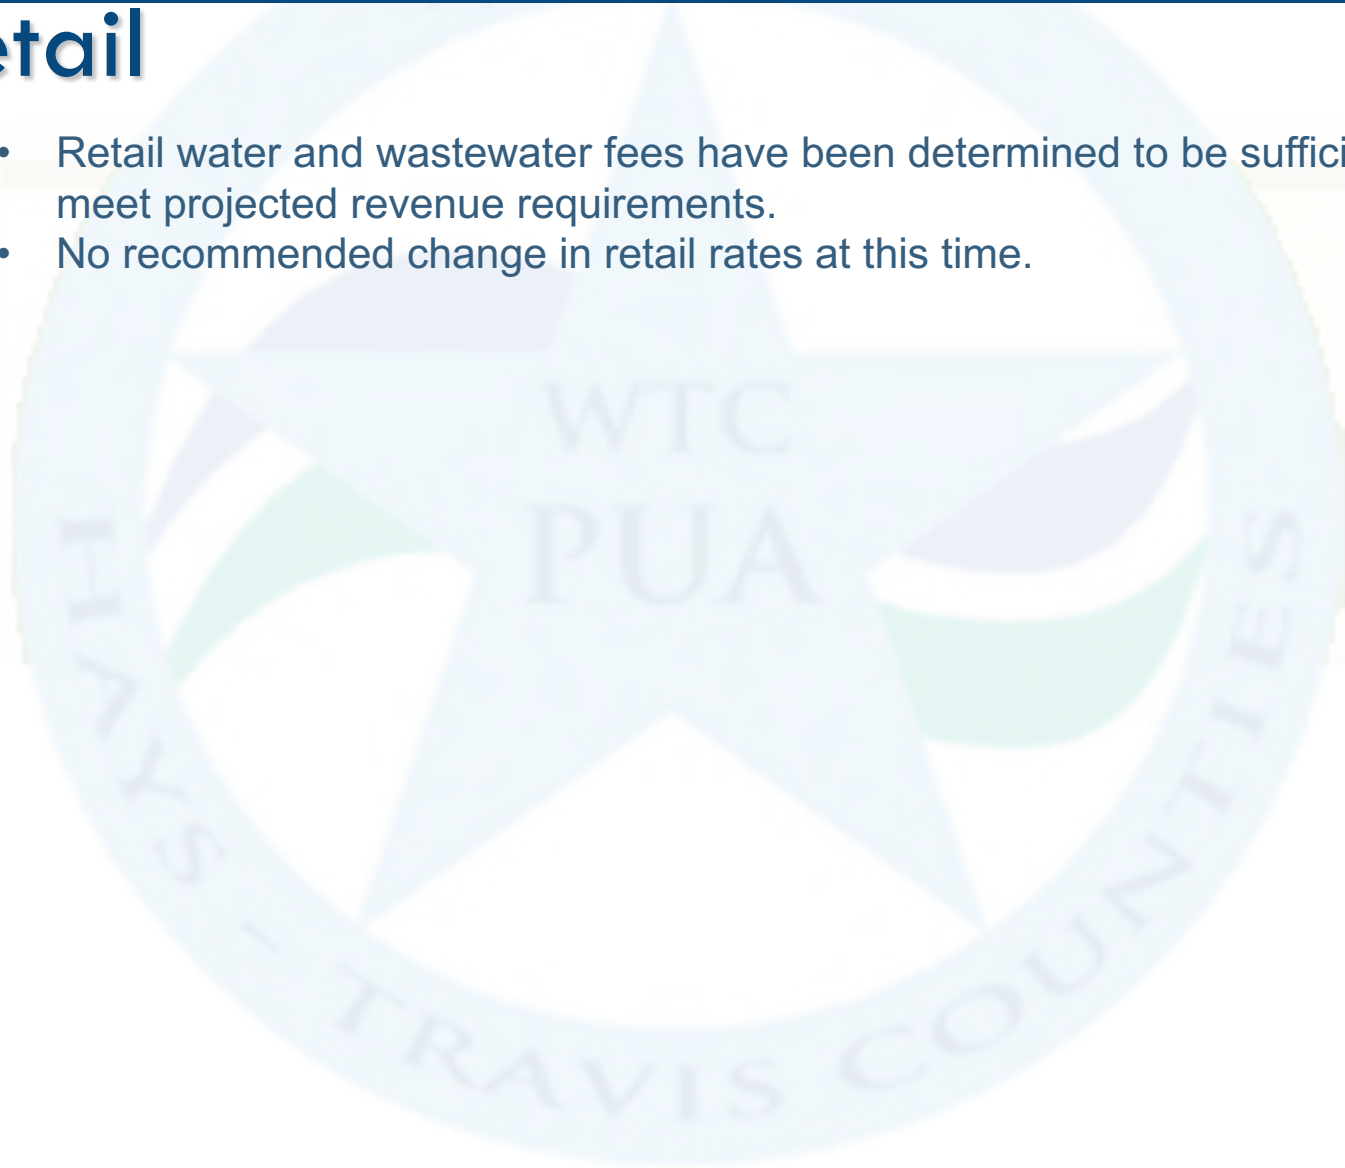 etail
• Retail water and wastewater fees have been determined to be suffici
meet projected revenue requirements.
• No recommended change in retail rates at this time.
WTC
PUA
HAYS - TRAVIS COUNTIES